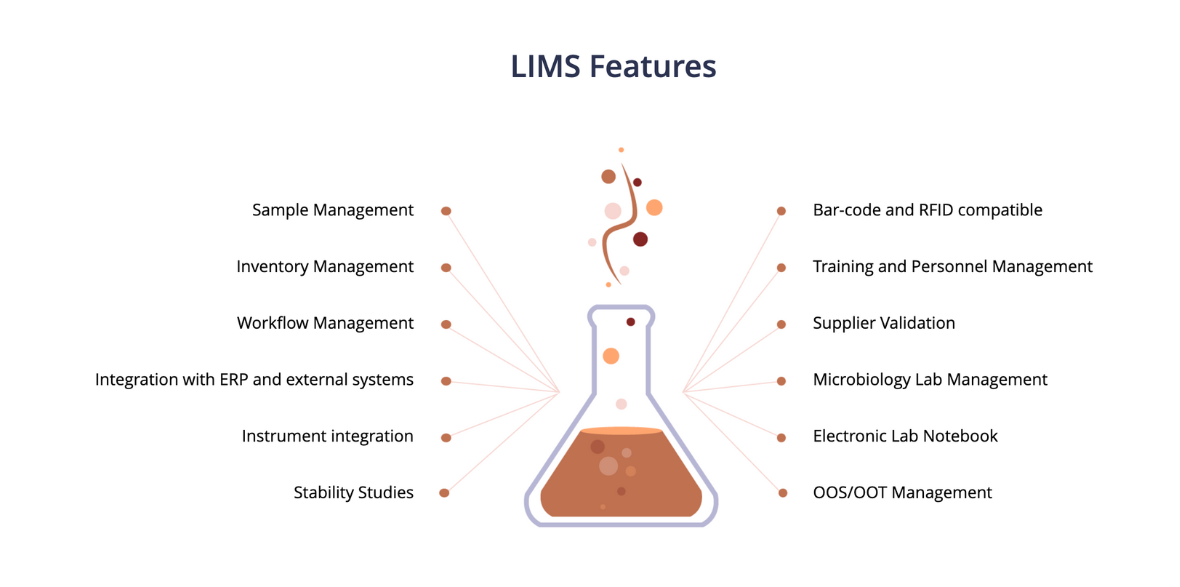 LIMS Features
Sample Management
Inventory Management
Workflow Management
Integration with ERP and external systems
Instrument integration
Stability Studies
Bar-code and RFID compatible
Training and Personnel Management
Supplier Validation
Microbiology Lab Management
Electronic Lab Notebook
OOS/OOT Management